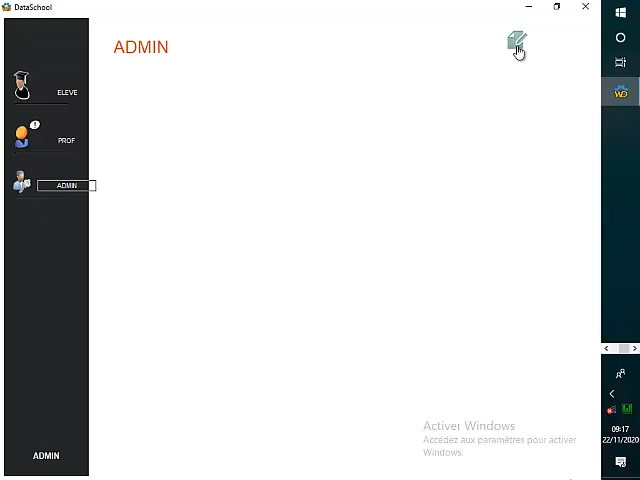 DataSchool
ADMIN
ELEVE
PROF
ADMIN
Activer Windows
Accédez aux paramètres pour activer
Windows.
ADMIN
WD
09:17
22/11/2020